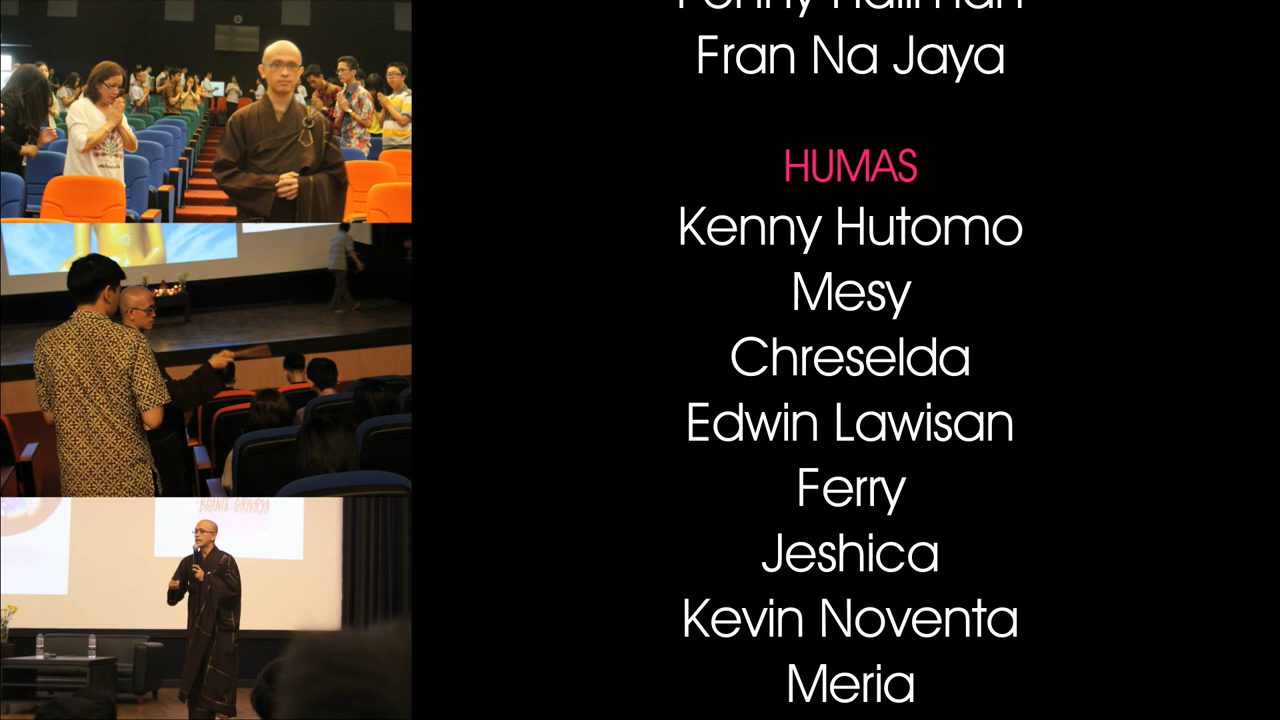 Fran Na Jaya
HUMAS
Kenny Hutomo
Mesy
Chreselda
Edwin Lawisan
Ferry
Jeshica
Kevin Noventa
Meria